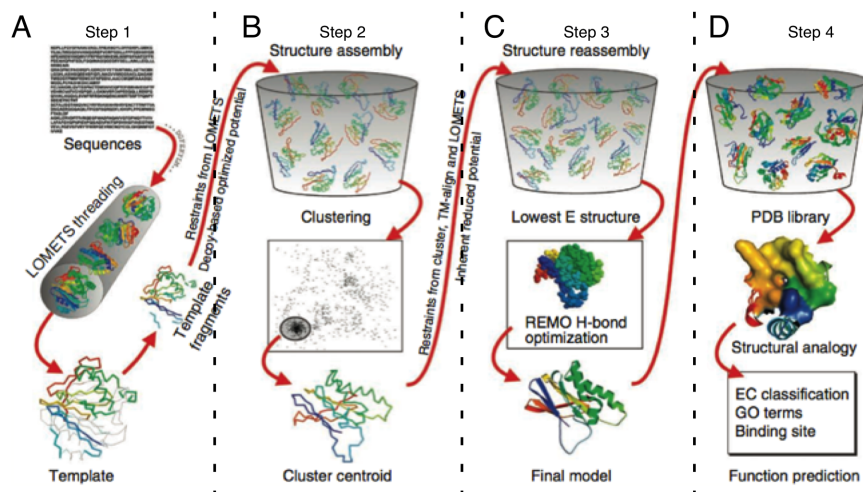 A
Step 1
Sequences
LOMETS threading
Template
fragments
Template
Restraints from LOMETS
Depoy-based optimized potential
B
Step 2
Structure assembly
Clustering
Cluster centroid
Restraints from cluster, TM-align and LOMETS
Inherent reduced potential
C
Step 3
Structure reassembly
Lowest E structure
REMO H-bond
optimization
Final model
D
Step 4
PDB library
Structural analogy
EC classification
GO terms
Binding site
Function prediction